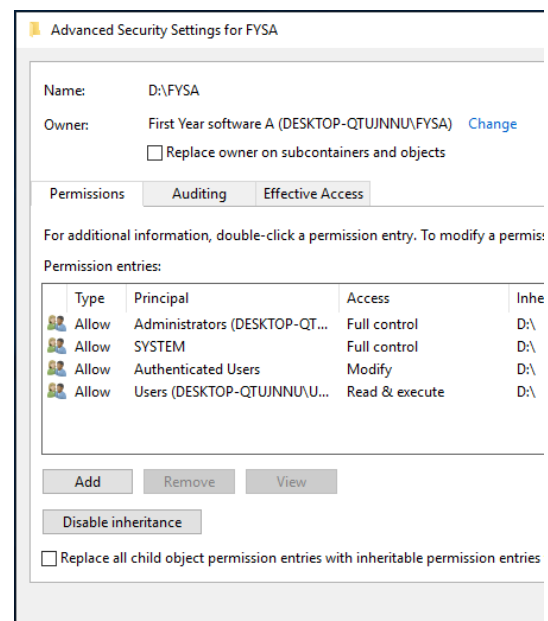 Advanced Security Settings for FYSA
Name: D:\FYSA
Owner: First Year software A (DESKTOP-QTUJNNU\FYSA) Change
Replace owner on subcontainers and objects
Permissions Auditing Effective Access
For additional information, double-click a permission entry. To modify a permiss
Permission entries:
Type Principal Access Inhe
Allow Administrators (DESKTOP-QT... Full control D:\
Allow SYSTEM Full control D:\
Allow Authenticated Users Modify D:\
Allow Users (DESKTOP-QTUJNNU\U... Read & execute D:\
Add Remove View
Disable inheritance
Replace all child object permission entries with inheritable permission entries